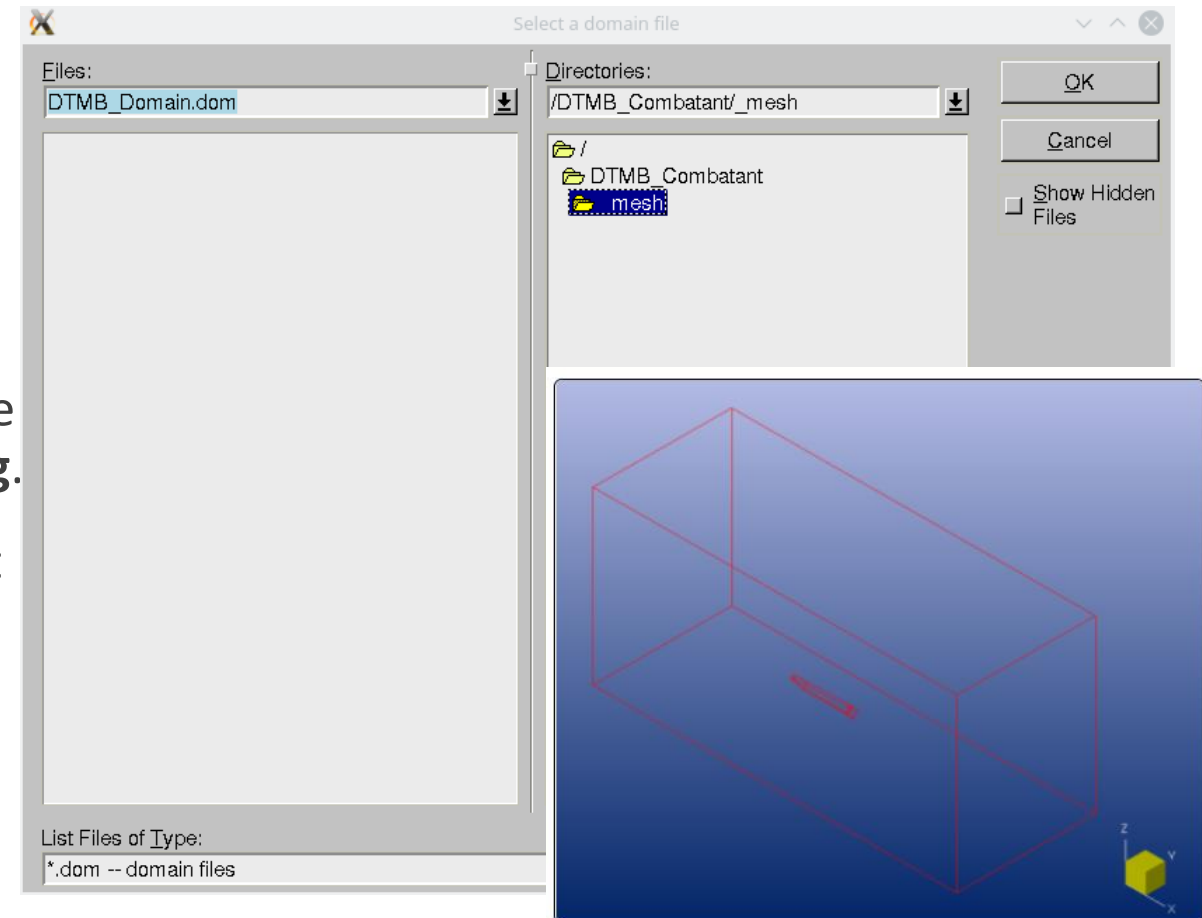 Select a domain file
Files:
DTMB_Domain.dom
Directories:
/DTMB_Combatant/_mesh
/
DTMB_Combatant
_mesh
OK
Cancel
Show Hidden
Files
e
g.
:
List Files of Type:
*.dom -- domain files
Z
Y
X